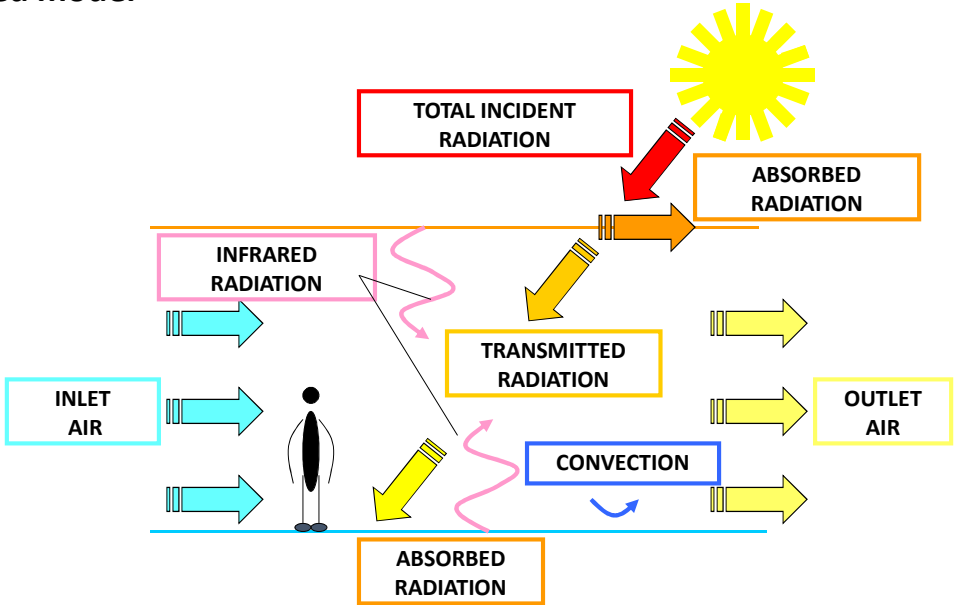 TOTAL INCIDENT
RADIATION
ABSORBED
RADIATION
INFRARED
RADIATION
TRANSMITTED
RADIATION
INLET
AIR
OUTLET
AIR
CONVECTION
ABSORBED
RADIATION